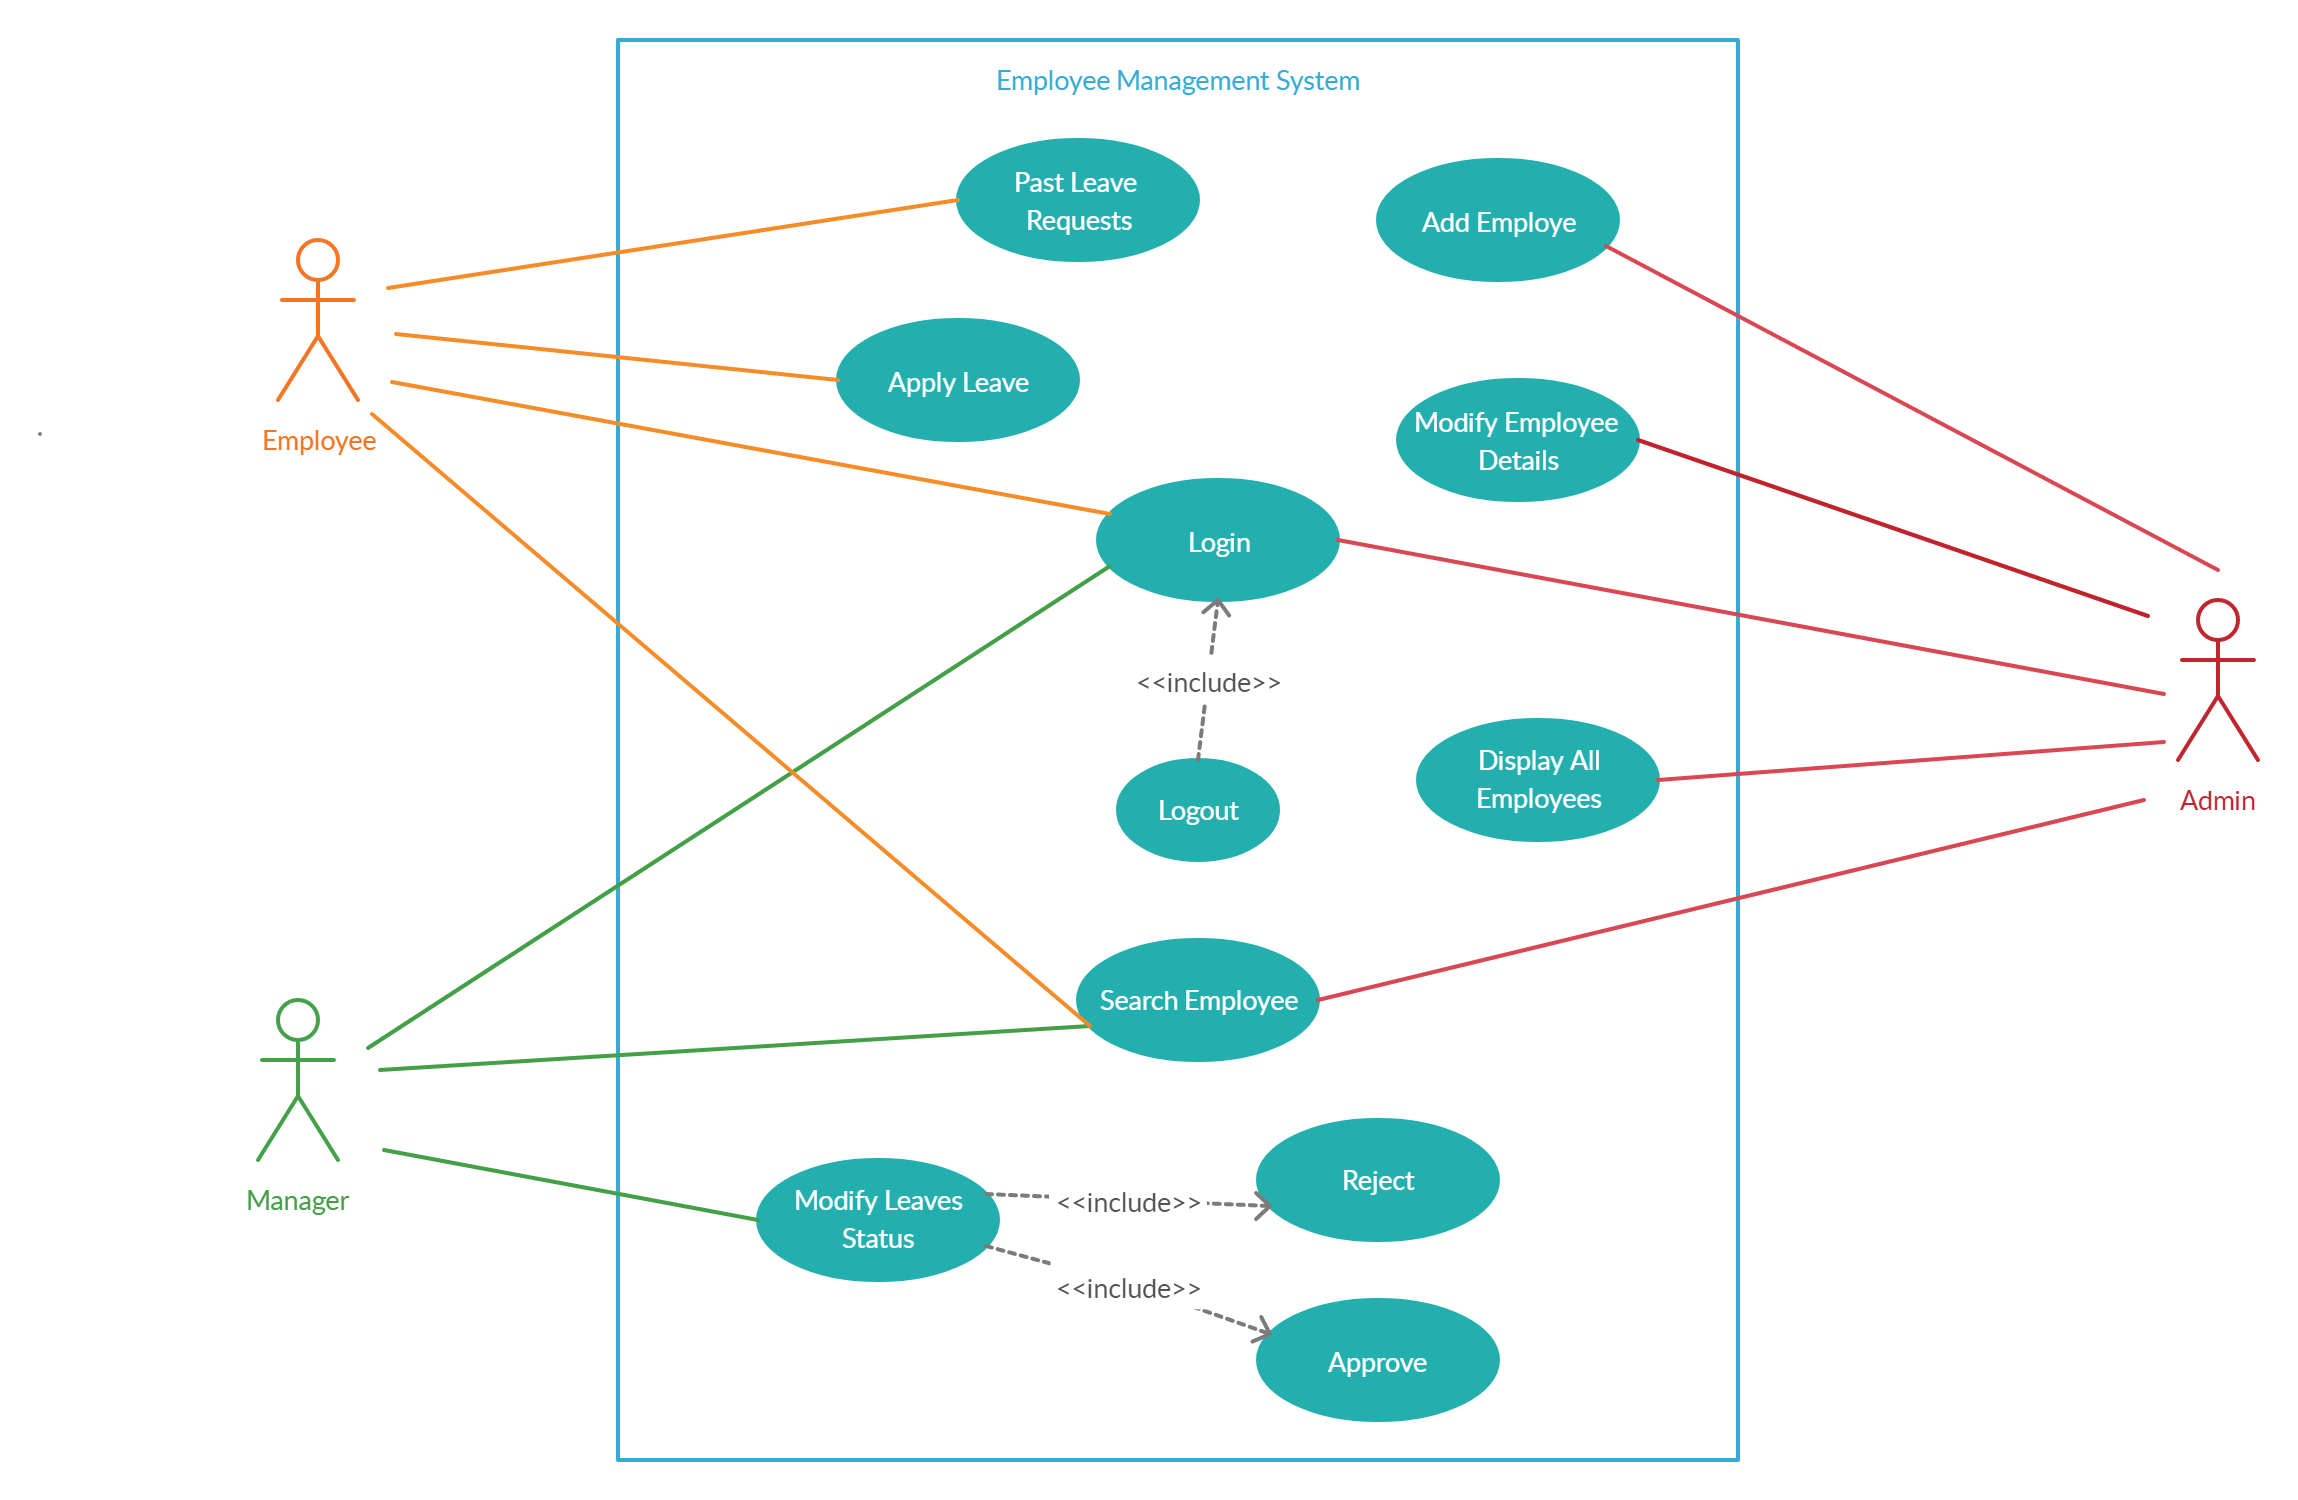 Employee Management System
Past Leave
Requests
Add Employe
Apply Leave
Modify Employee
Details
Employee
Login
<<include>>
Display All
Employees
Logout
Admin
Search Employee
Manager
Modify Leaves
Status
<<include>>
Reject
<<include>>
Approve